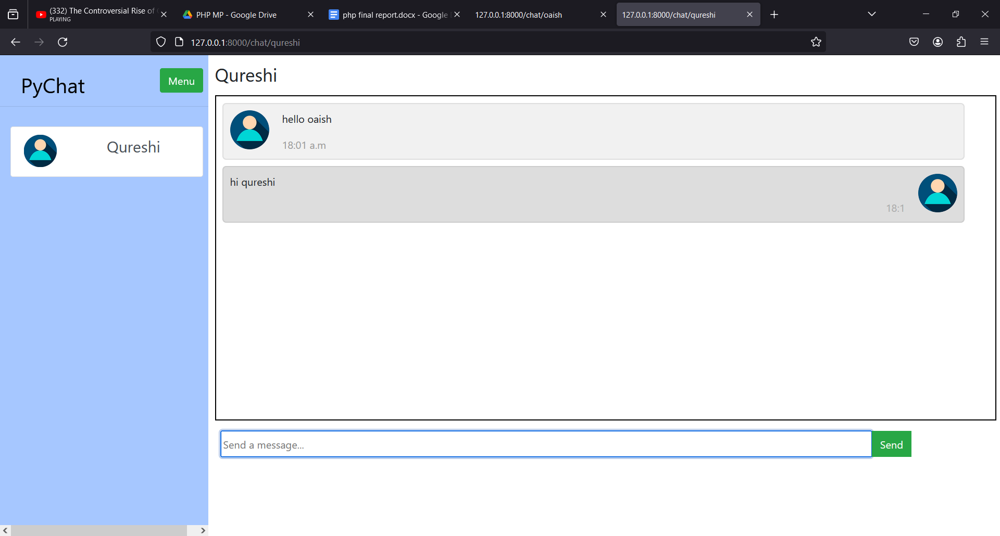 (332) The Controversial Rise of
PLAYING
PHP MP - Google Drive
php final report.docx - Google
127.0.0.1:8000/chat/oaish
127.0.0.1:8000/chat/qureshi
127.0.0.1:8000/chat/qureshi
PyChat
Menu
Qureshi
Qureshi
hello oaish
18:01 a.m
hi qureshi
18:1
Send a message...
Send